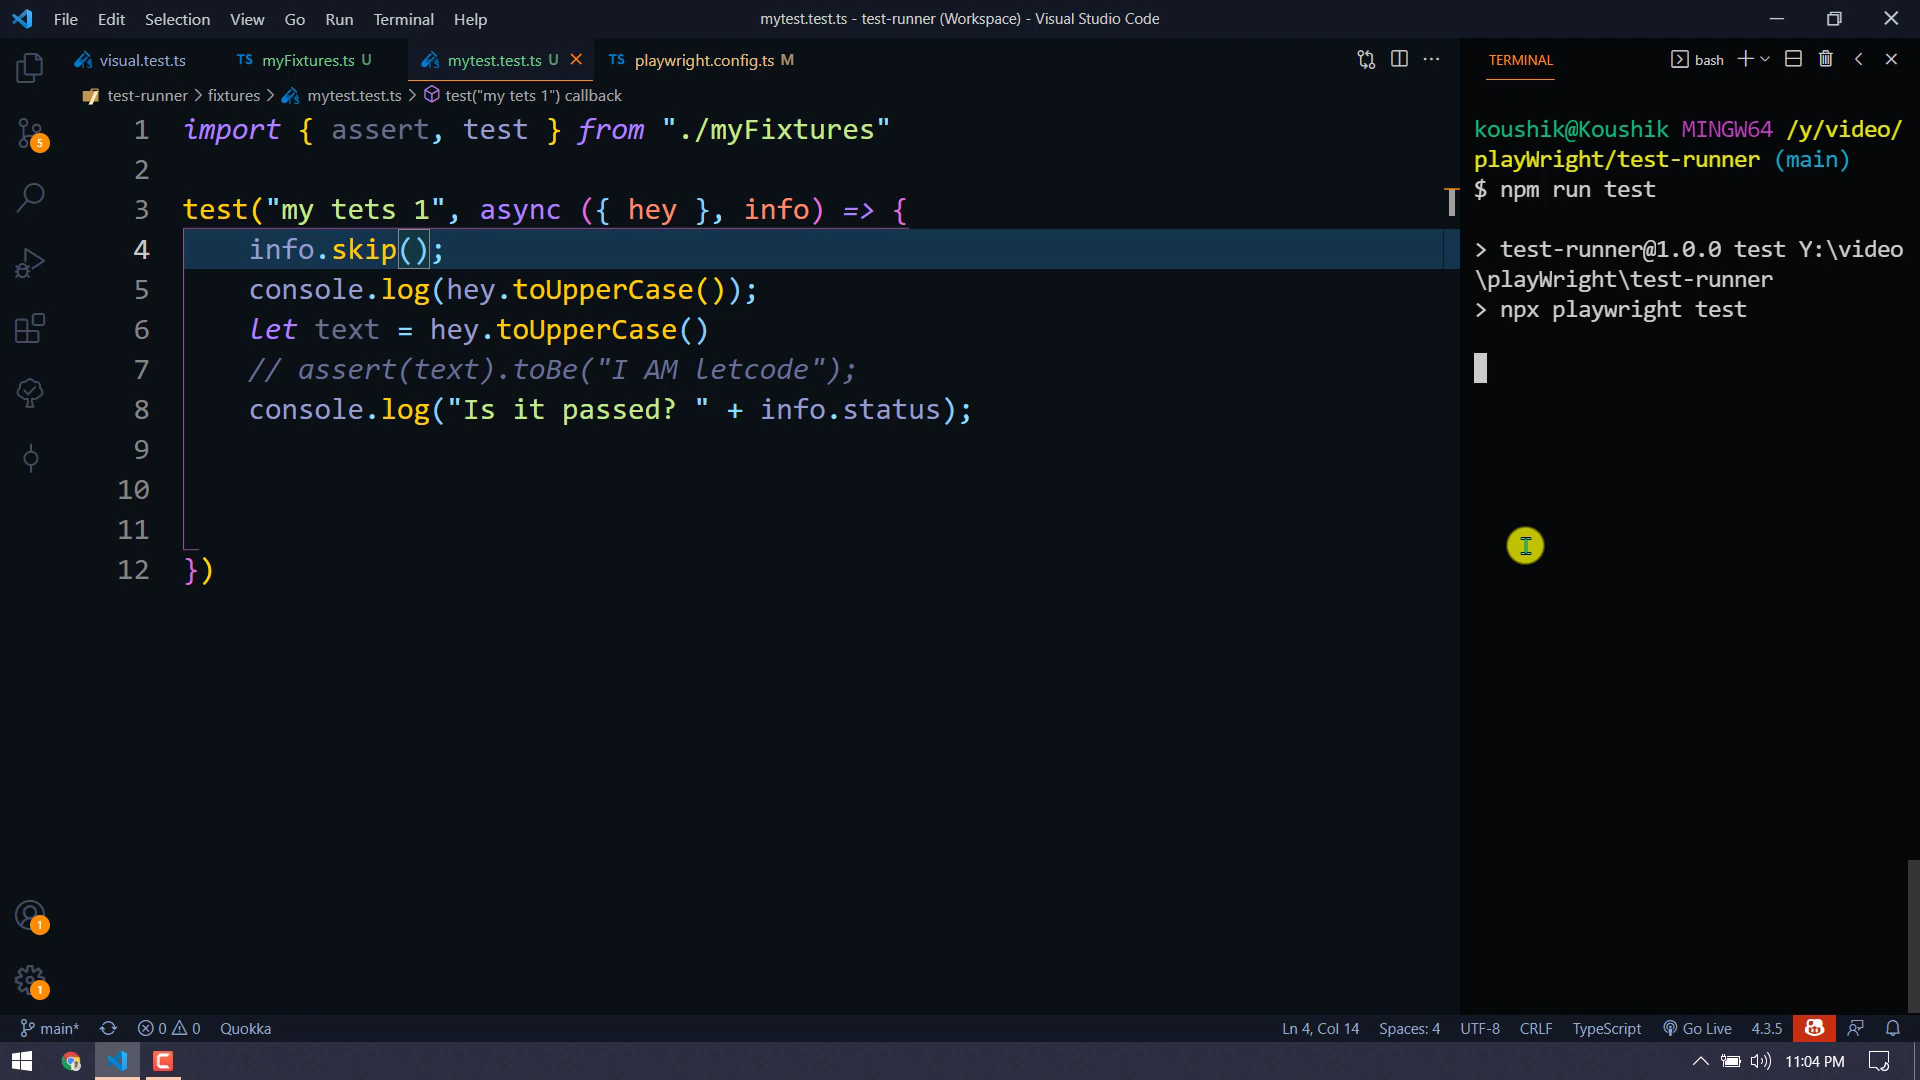 File Edit Selection View Go Run Terminal Help
mytest.test.ts - test-runner (Workspace) - Visual Studio Code
visual.test.ts
TS myFixtures.ts U
mytest.test.ts U
TS playwright.config.ts M
test-runner > fixtures > mytest.test.ts > test("my tets 1") callback
1 import { assert, test } from "./myFixtures"
2
3 test("my tets 1", async ({ hey }, info) => {
4 info.skip();
5 console.log(hey.toUpperCase());
6 let text = hey.toUpperCase()
7 // assert(text).toBe("I AM letcode");
8 console.log("Is it passed? " + info.status);
9
10
11
12 })
TERMINAL
bash
koushik@Koushik MINGW64 /y/video/
playWright/test-runner (main)
$ npm run test
> test-runner@1.0.0 test Y:\video
\playWright\test-runner
> npx playwright test
5
1
1
main* 0 0 Quokka
Ln 4, Col 14 Spaces: 4 UTF-8 CRLF TypeScript Go Live 4.3.5
11:04 PM